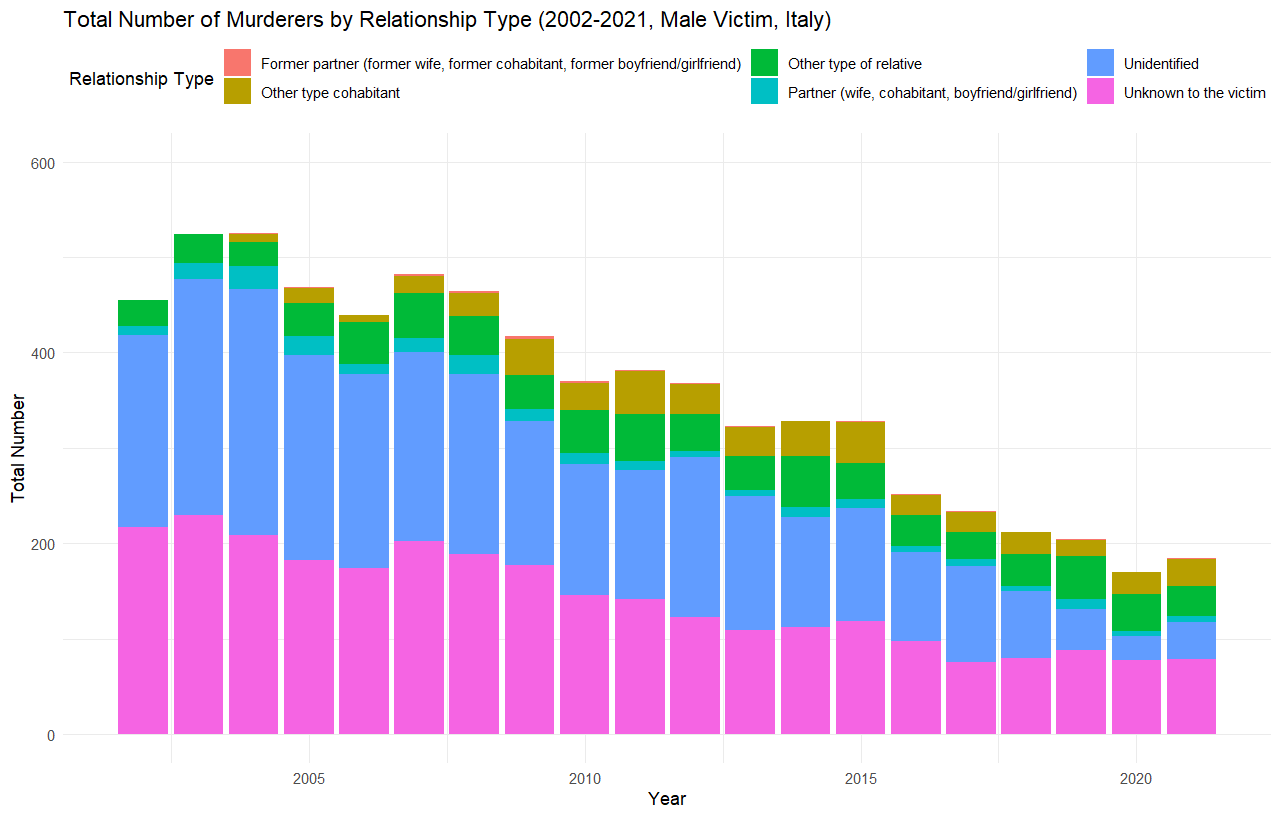 Total Number of Murderers by Relationship Type (2002-2021, Male Victim, Italy)
Relationship Type
Former partner (former wife, former cohabitant, former boyfriend/girlfriend)
Other type cohabitant
Other type of relative
Partner (wife, cohabitant, boyfriend/girlfriend)
Unidentified
Unknown to the victim
Total Number
600
400
200
0
2005
2010
2015
2020
Year